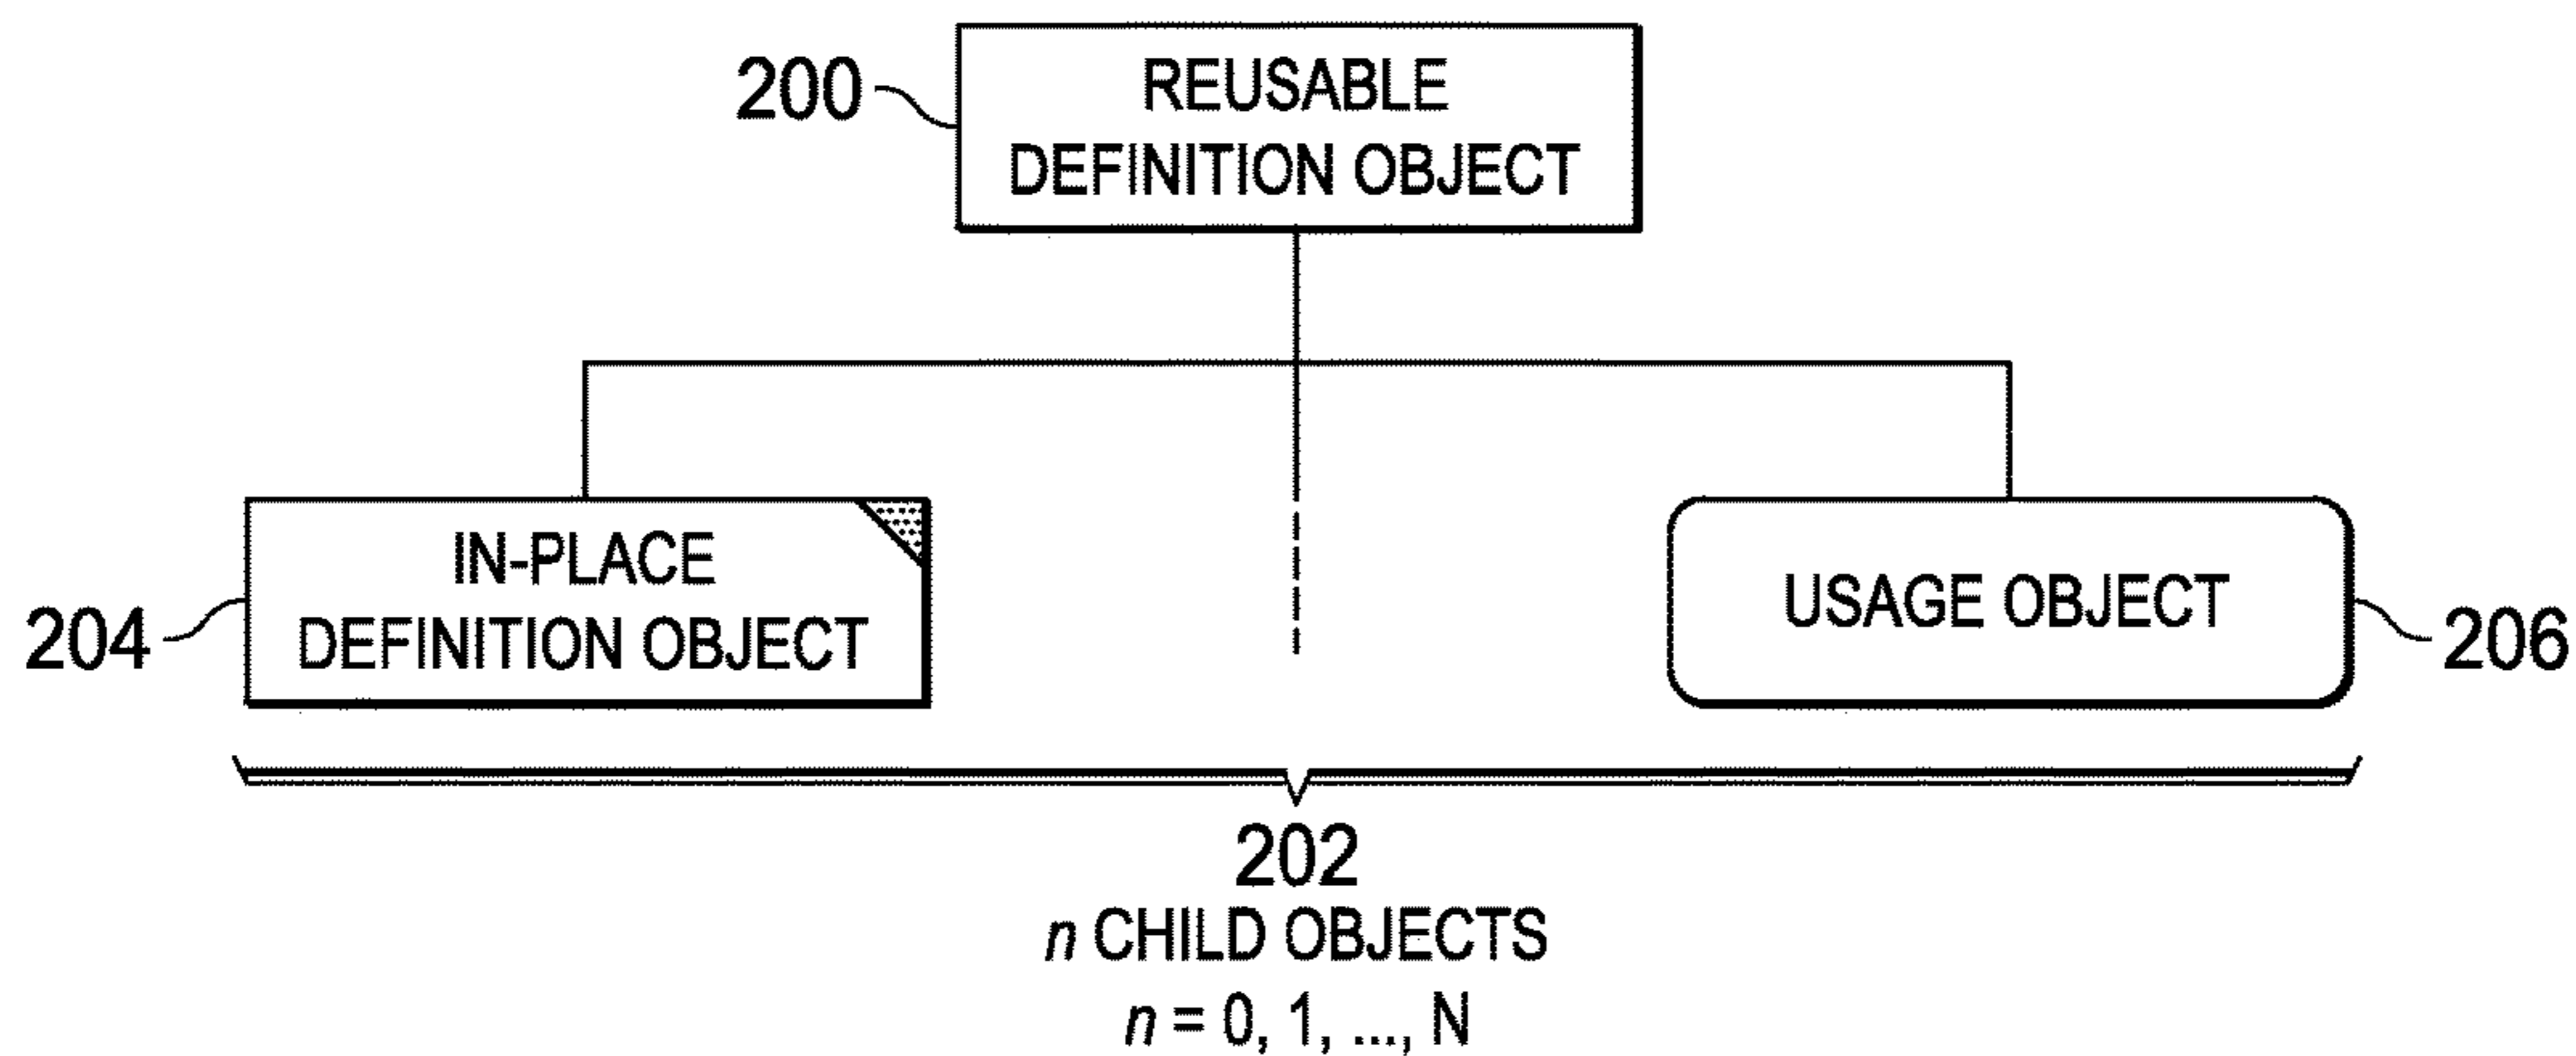 200
REUSABLE
DEFINITION OBJECT
204
IN-PLACE
DEFINITION OBJECT
USAGE OBJECT
206
202
n CHILD OBJECTS
n = 0, 1, ..., N